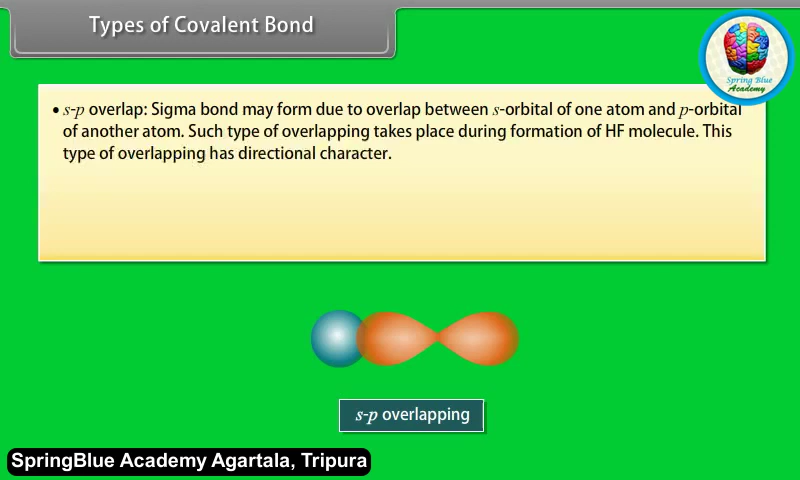 Types of Covalent Bond
Spring Blue
Academy
• s-p overlap: Sigma bond may form due to overlap between s-orbital of one atom and p-orbital
of another atom. Such type of overlapping takes place during formation of HF molecule. This
type of overlapping has directional character.
s-p overlapping
SpringBlue Academy Agartala, Tripura